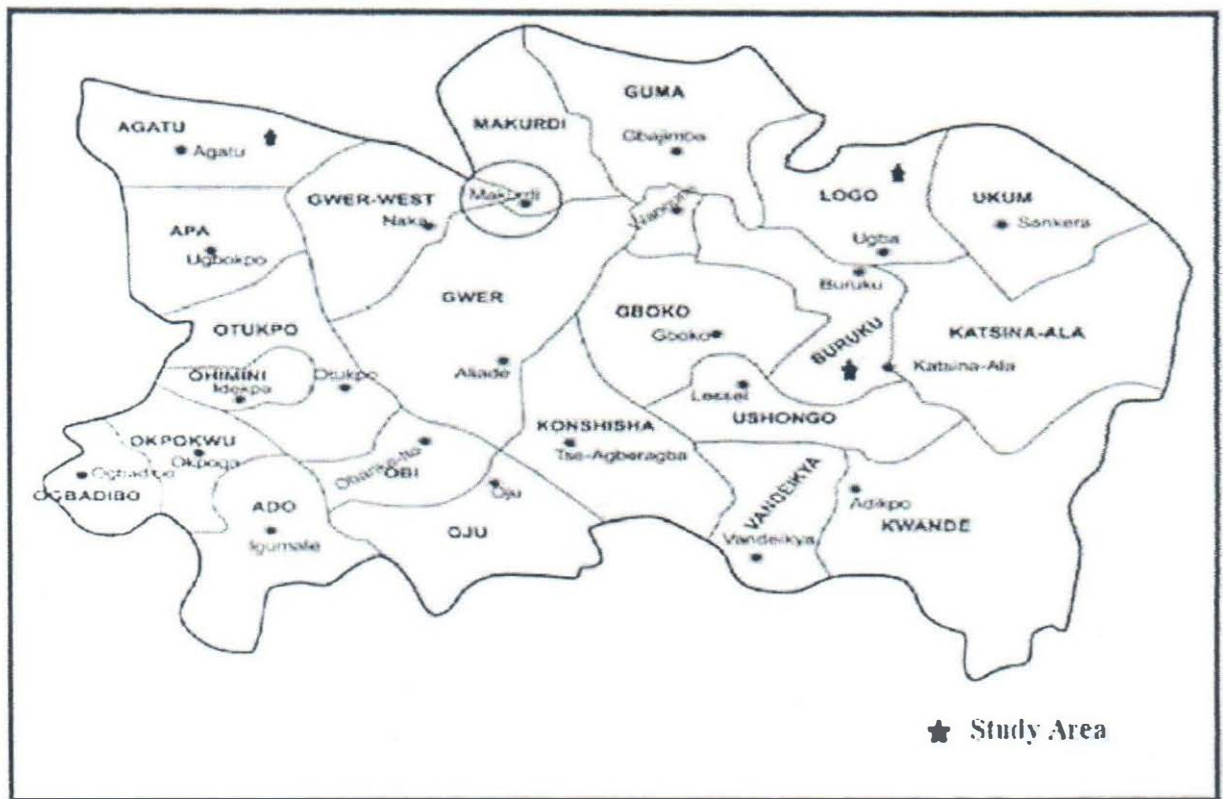 GUMA
MAKURDI
AGATU
Agatu
Gbajimba
GWER-WEST
Makurdi
Naka
LOGO
UKUM
Sankera
Ugba
APA
Ugbokpo
Buruku
GWER
GBOKO
Gboko
BURUKU
KATSINA-ALA
Katsina-Ala
OTUKPO
OHIMINI
Idekpa
Otukpo
Aliade
Lessel
USHONGO
KONSHISHA
Tse-Agberagba
OKPOKWU
Okpoga
Ogbadibo
OGBADIBO
OBI
Oju
ADO
Igumale
OJU
VANDEIKYA
Vandeikya
Adikpo
KWANDE
Study Area